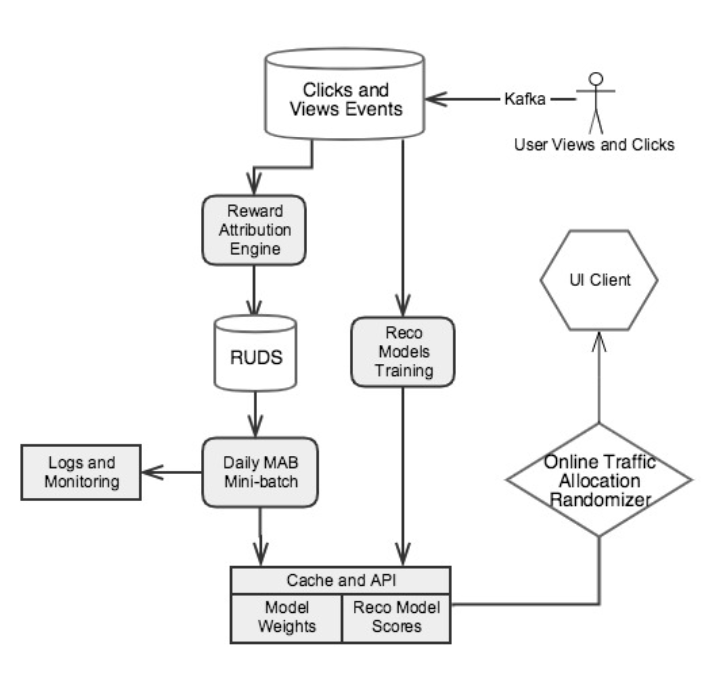 Clicks and
Views Events
Kafka
User Views and Clicks
Reward
Attribution
Engine
UI Client
RUDS
Reco
Models
Training
Logs and
Monitoring
Daily MAB
Mini-batch
Online Traffic
Allocation
Randomizer
Cache and API
Model
Weights
Reco Model
Scores